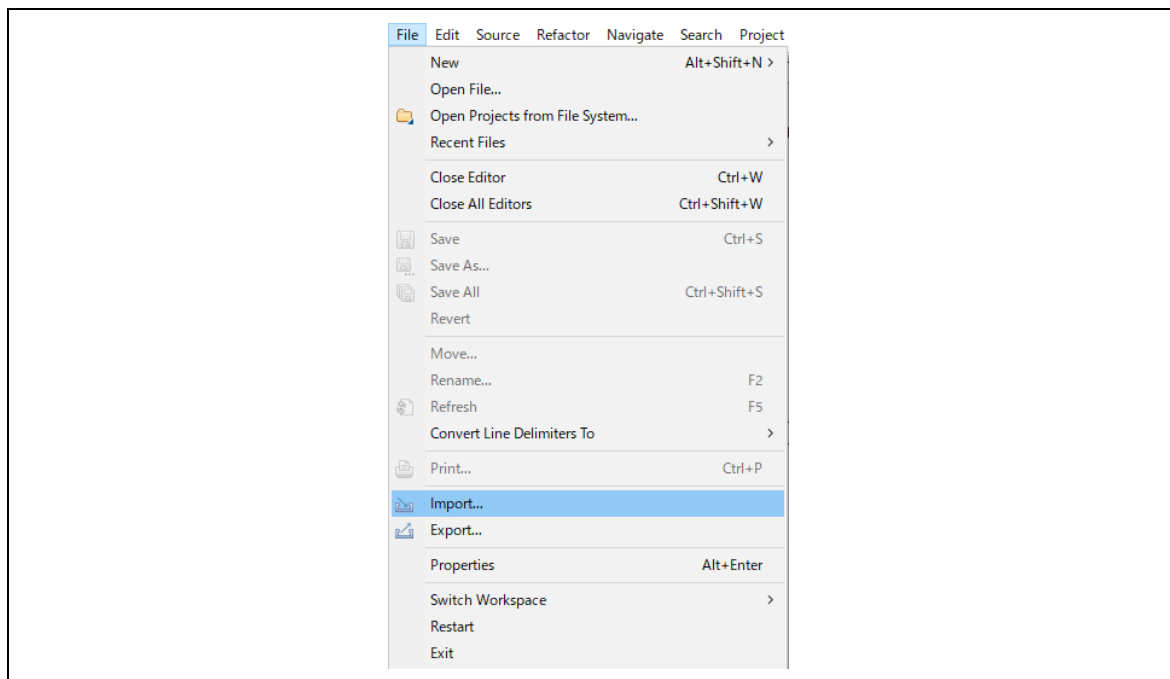 File Edit Source Refactor Navigate Search Project
New Alt+Shift+N >
Open File...
Open Projects from File System...
Recent Files >
Close Editor Ctrl+W
Close All Editors Ctrl+Shift+W
Save Ctrl+S
Save As...
Save All Ctrl+Shift+S
Revert
Move...
Rename... F2
Refresh F5
Convert Line Delimiters To >
Print... Ctrl+P
Import...
Export...
Properties Alt+Enter
Switch Workspace >
Restart
Exit